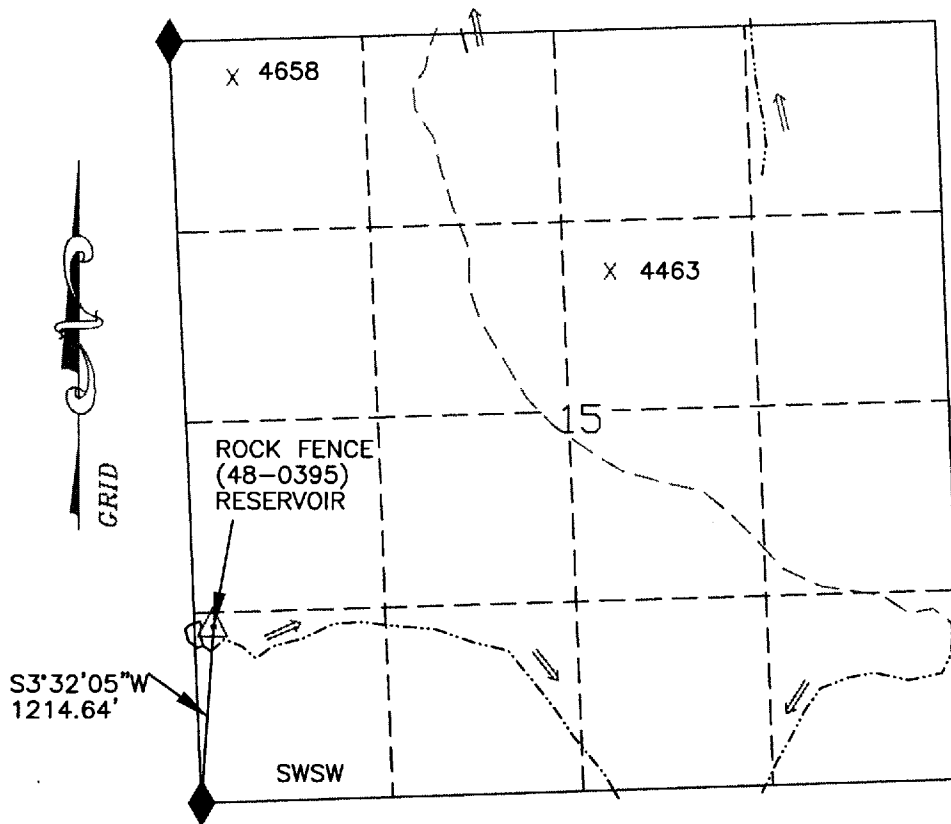 X 4658
X 4463
GRID
15
ROCK FENCE
(48-0395)
RESERVOIR
S3°32'05"W
1214.64'
SWSW